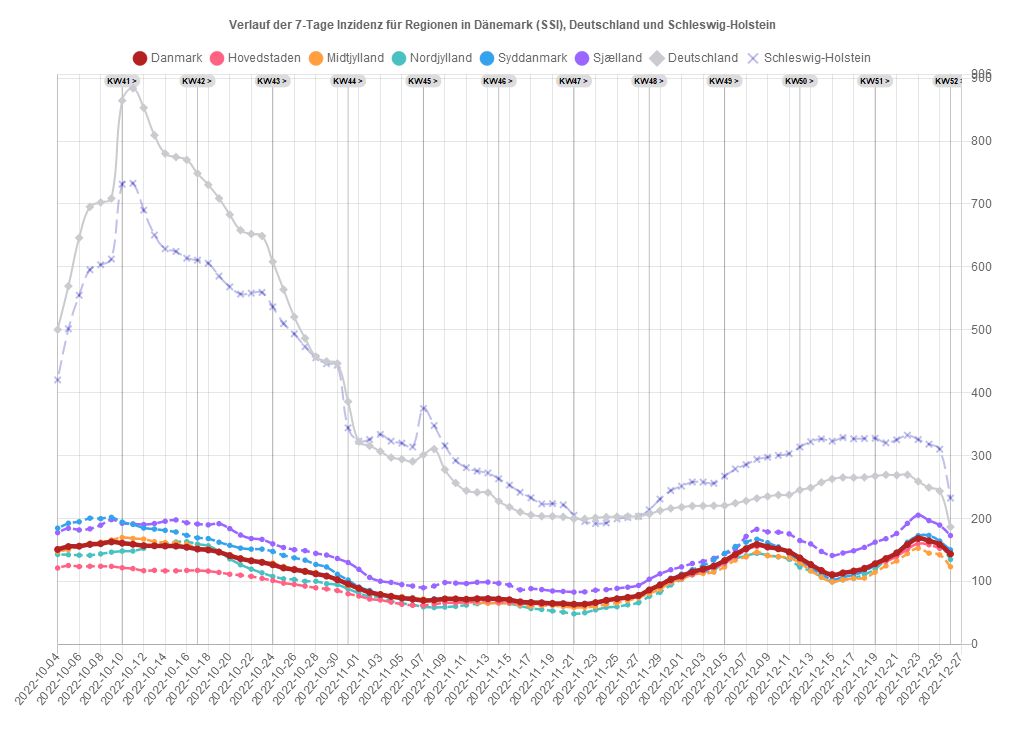 Verlauf der 7-Tage Inzidenz für Regionen in Dänemark (SSI), Deutschland und Schleswig-Holstein
Danmark Hovedstaden Midtjylland Nordjylland Syddanmark Sjælland Deutschland Schleswig-Holstein
KW41 > KW42 > KW43 > KW44 > KW45 > KW46 > KW47 > KW48 > KW49 > KW50 > KW51 > KW52 >
906
900
800
700
600
500
400
300
200
100
0
2022-10-04 2022-10-06 2022-10-08 2022-10-10 2022-10-12 2022-10-14 2022-10-16 2022-10-18 2022-10-20 2022-10-22 2022-10-24 2022-10-26 2022-10-28 2022-10-30 2022-11-01 2022-11-03 2022-11-05 2022-11-07 2022-11-09 2022-11-11 2022-11-13 2022-11-15 2022-11-17 2022-11-19 2022-11-21 2022-11-23 2022-11-25 2022-11-27 2022-11-29 2022-12-01 2022-12-03 2022-12-05 2022-12-07 2022-12-09 2022-12-11 2022-12-13 2022-12-15 2022-12-17 2022-12-19 2022-12-21 2022-12-23 2022-12-25 2022-12-27